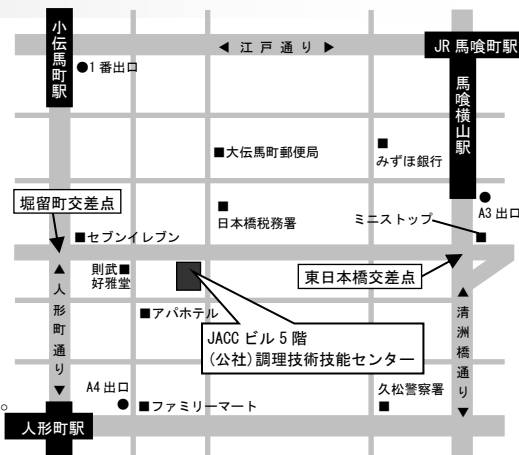 小伝馬町駅
●1 番出口
◀ 江 戸 通 り ▶
JR 馬喰町駅
馬喰横山駅
■大伝馬町郵便局
■
みずほ銀行
堀留町交差点
■
日本橋税務署
ミニストップ
●
A3 出口
■
■セブンイレブン
則武■
好雅堂
東日本橋交差点
▲人形町通り▼
■アパホテル
JACC ビル 5 階
(公社)調理技術技能センター
▲清洲橋通り▼
A4 出口
●
■ファミリーマート
久松警察署
■
。
人形町駅